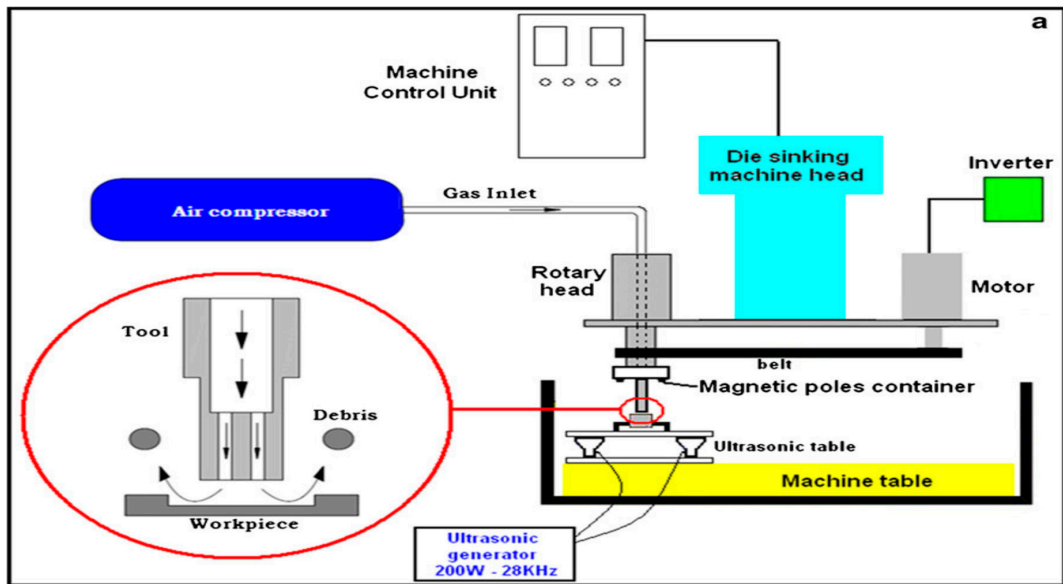 a
Machine
Control Unit
Die sinking
machine head
Inverter
Gas Inlet
Air compressor
Rotary
head
Motor
Tool
belt
Magnetic poles container
Debris
Ultrasonic table
Machine table
Workpiece
Ultrasonic
generator
200W - 28KHz